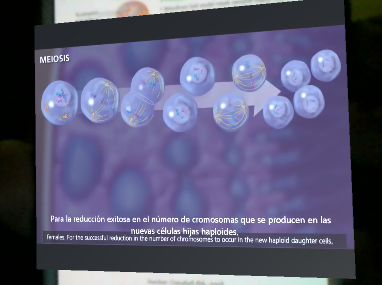 MEIOSIS
Para la reducción exitosa en el número de cromosomas que se producen en las
nuevas células hijas haploides,
Females: For the successful reduction in the number of chromosomes to occur in the new haploid daughter cells,